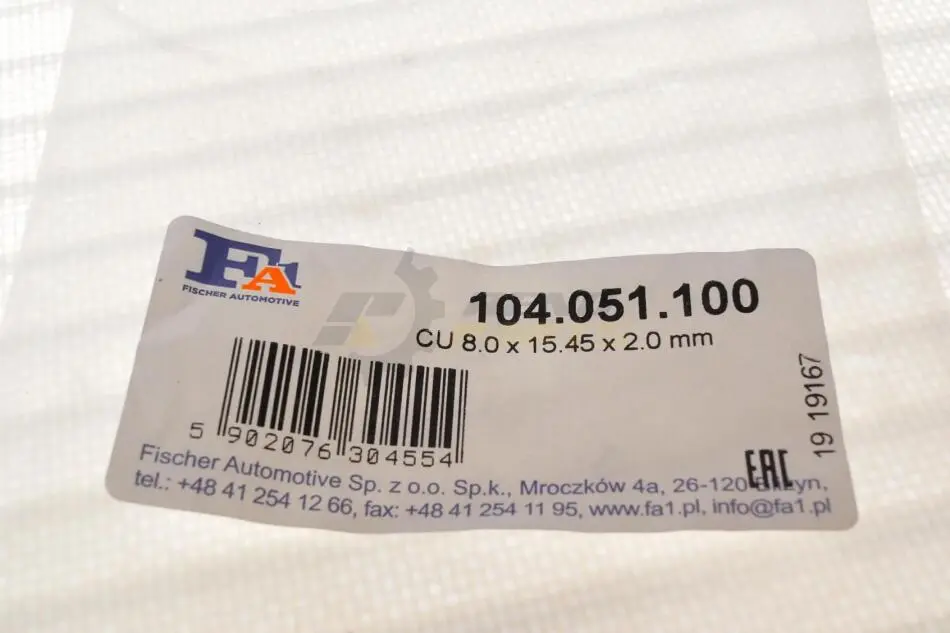 FA1
FISCHER AUTOMOTIVE
104.051.100
CU 8.0 x 15.45 x 2.0 mm
5 902076 304554
19 19167
EAC
Fischer Automotive Sp. z o.o. Sp.k., Mroczków 4a, 26-120
tel.: +48 41 254 12 66, fax: +48 41 254 11 95, www.fa1.pl, info@fa1.pl